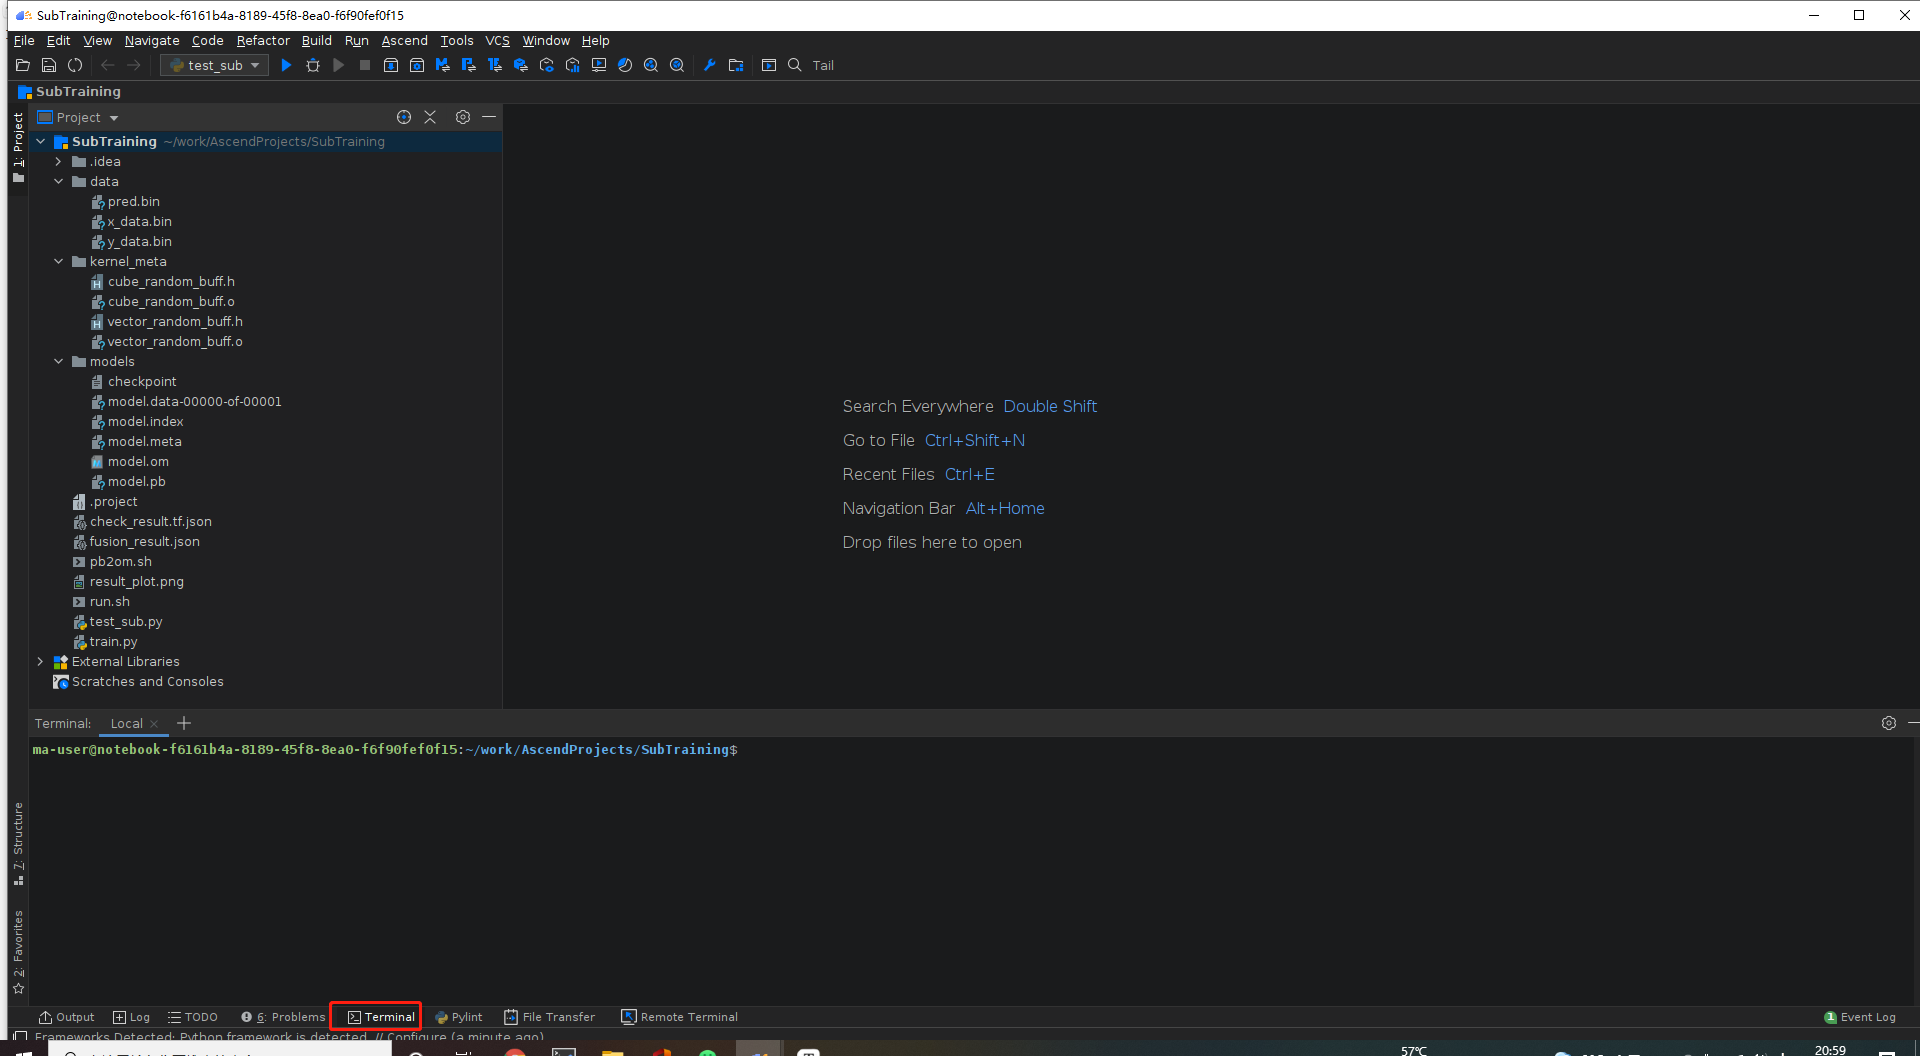 SubTraining@notebook-f6161b4a-8189-45f8-8ea0-f6f90fef0f15
File Edit View Navigate Code Refactor Build Run Ascend Tools VCS Window Help
test_sub Tail
SubTraining
Project
1: Project
SubTraining ~/work/AscendProjects/SubTraining
.idea
data
pred.bin
x_data.bin
y_data.bin
kernel_meta
cube_random_buff.h
cube_random_buff.o
vector_random_buff.h
vector_random_buff.o
models
checkpoint
model.data-00000-of-00001
model.index
model.meta
model.om
model.pb
.project
check_result.tf.json
fusion_result.json
pb2om.sh
result_plot.png
run.sh
test_sub.py
train.py
External Libraries
Scratches and Consoles
Search Everywhere Double Shift
Go to File Ctrl+Shift+N
Recent Files Ctrl+E
Navigation Bar Alt+Home
Drop files here to open
Terminal: Local
ma-user@notebook-f6161b4a-8189-45f8-8ea0-f6f90fef0f15:~/work/AscendProjects/SubTraining$
7: Structure
2: Favorites
Output Log TODO 6: Problems Terminal Pylint File Transfer Remote Terminal 1 Event Log
Frameworks Detected: Python framework is detected. // Configure (a minute ago)
57℃ 20:59